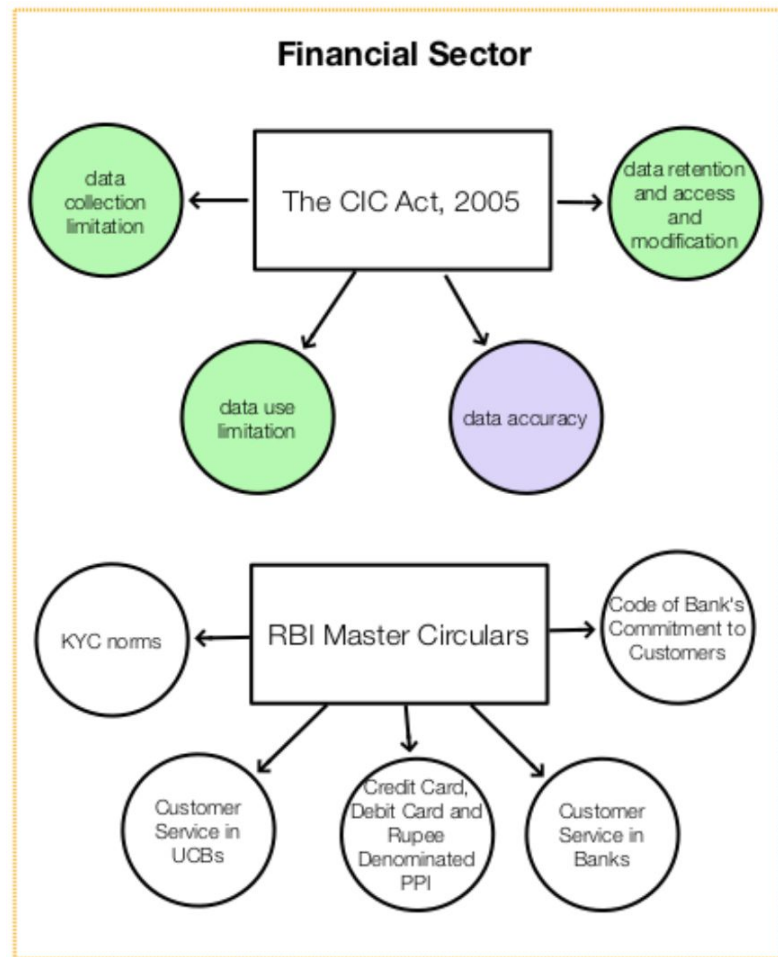 Financial Sector
data
collection
limitation
The CIC Act, 2005
data retention
and access
and
modification
data use
limitation
data accuracy
KYC norms
RBI Master Circulars
Code of Bank's
Commitment to
Customers
Customer
Service in
UCBs
Credit Card,
Debit Card and
Rupee
Denominated
PPI
Customer
Service in
Banks